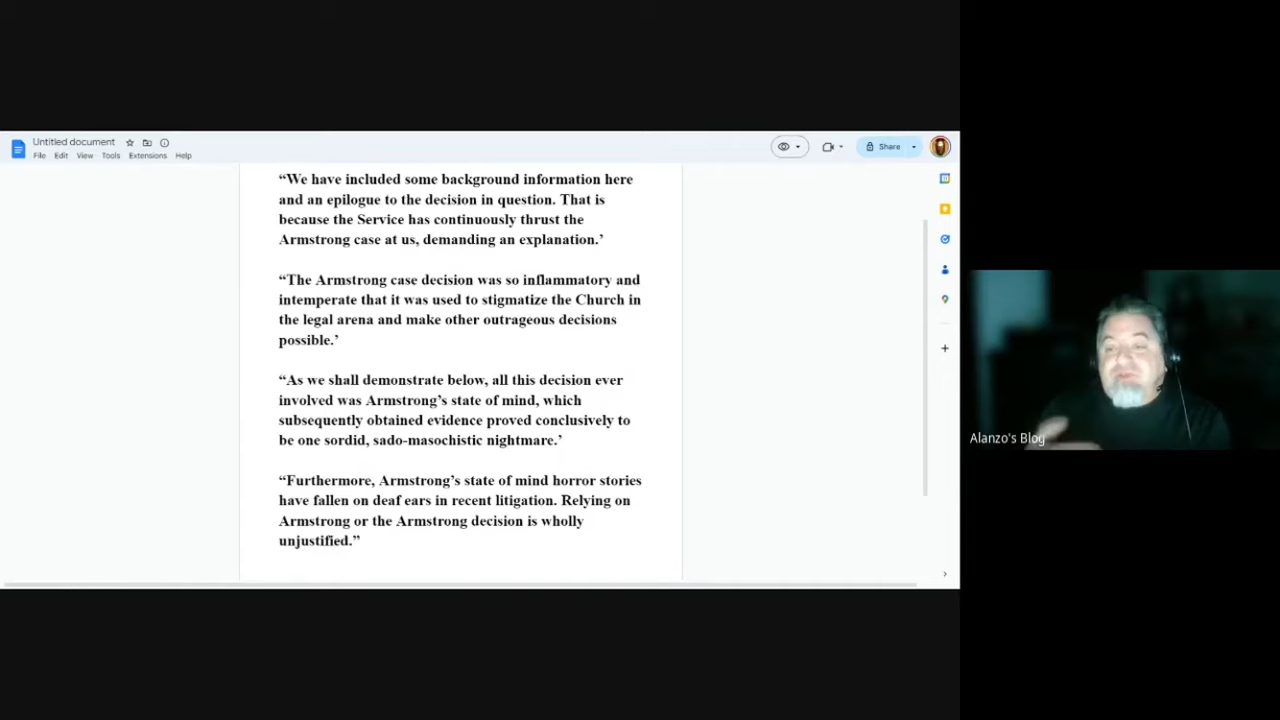 Untitled document
File Edit View Tools Extensions Help
Share
“We have included some background information here
and an epilogue to the decision in question. That is
because the Service has continuously thrust the
Armstrong case at us, demanding an explanation.’
“The Armstrong case decision was so inflammatory and
intemperate that it was used to stigmatize the Church in
the legal arena and make other outrageous decisions
possible.’
“As we shall demonstrate below, all this decision ever
involved was Armstrong’s state of mind, which
subsequently obtained evidence proved conclusively to
be one sordid, sado-masochistic nightmare.’
“Furthermore, Armstrong’s state of mind horror stories
have fallen on deaf ears in recent litigation. Relying on
Armstrong or the Armstrong decision is wholly
unjustified.”
Alanzo's Blog